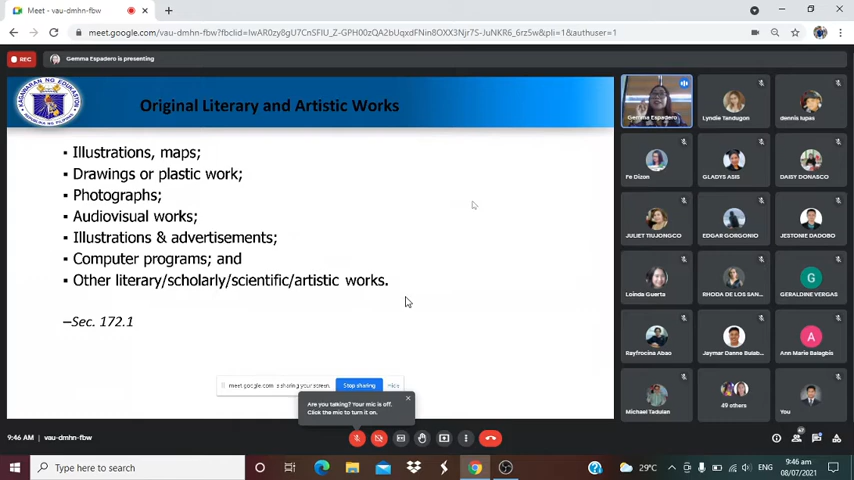 Meet - vau-dmhn-fbw
meet.google.com/vau-dmhn-fbw?fbclid=IwAR0zy8gU7CnSFIU_Z-GPH00zQA2bUqxdFNin8OXX3Njr7S-JuNKR6_6rz5w&pli=1&authuser=1
REC
Gemma Espadero is presenting
KAGAWARAN NG EDUKASYON
Original Literary and Artistic Works
▪ Illustrations, maps;
▪ Drawings or plastic work;
▪ Photographs;
▪ Audiovisual works;
▪ Illustrations & advertisements;
▪ Computer programs; and
▪ Other literary/scholarly/scientific/artistic works.
–Sec. 172.1
meet.google.com is sharing your screen.
Stop sharing
Hide
Are you talking? Your mic is off.
Click the mic to turn it on.
Gemma Espadero
Lyndie Tandugon
dennis lupas
Fe Dizon
GLADYS ASIS
DAISY DONASCO
JULIET TRUJONGCO
EDGAR GORGONIO
JESTONIE DADOBO
Loinda Guerta
RHODA DE LOS SAN...
G
GERALDINE VERGAS
Rayfrocina Abao
Jaymar Danne Bulab...
A
Ann Marie Balagbis
Michael Tadulan
49 others
You
9:46 AM
vau-dmhn-fbw
67
Type here to search
29°C
ENG
9:46 am
08/07/2021